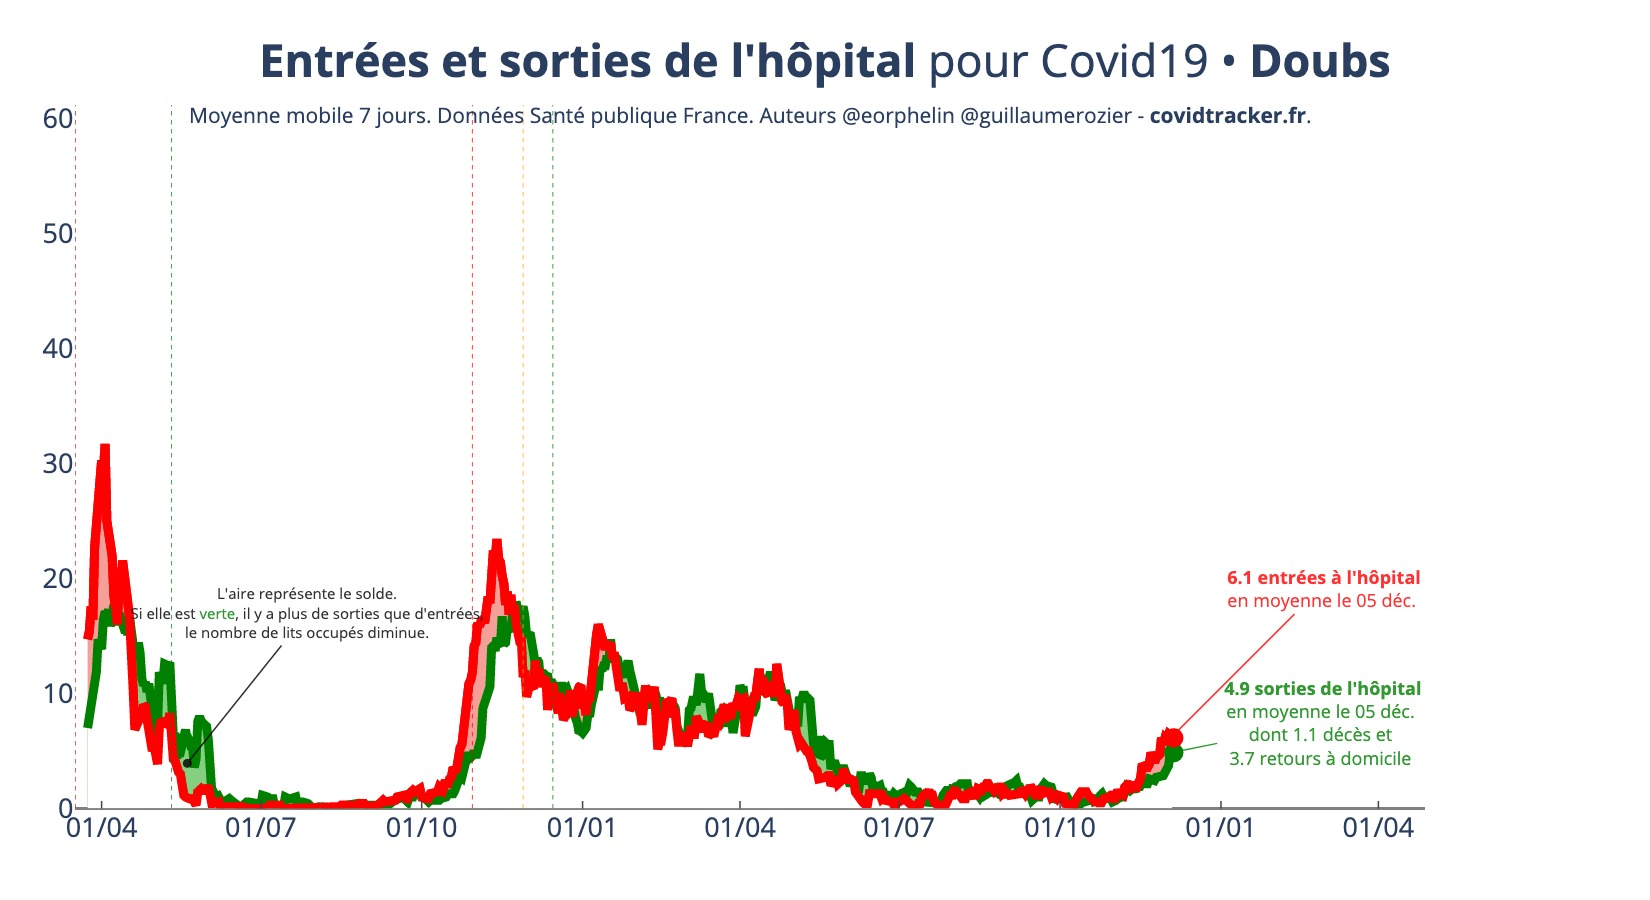 Entrées et sorties de l'hôpital pour Covid19 • Doubs
Moyenne mobile 7 jours. Données Santé publique France. Auteurs @eorphelin @guillaumerozier - covidtracker.fr.
60
50
40
30
20
10
0
L'aire représente le solde.
Si elle est verte, il y a plus de sorties que d'entrées,
le nombre de lits occupés diminue.
6.1 entrées à l'hôpital
en moyenne le 05 déc.
4.9 sorties de l'hôpital
en moyenne le 05 déc.
dont 1.1 décès et
3.7 retours à domicile
01/04 01/07 01/10 01/01 01/04 01/07 01/10 01/01 01/04